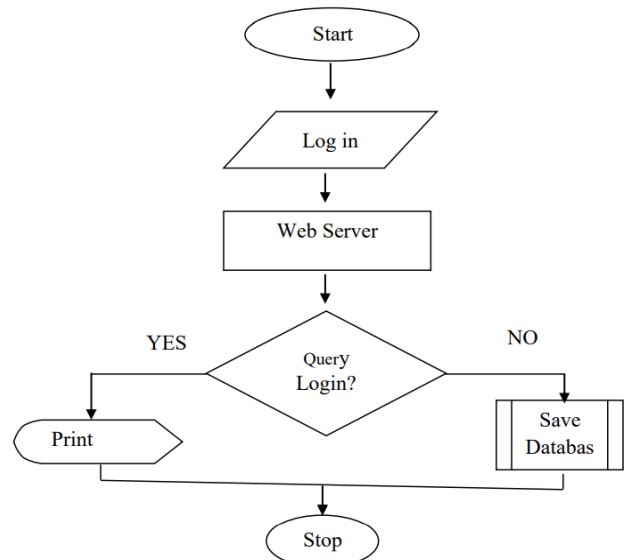 Start
Log in
Web Server
YES
NO
Query
Login?
Print
Save
Databas
Stop